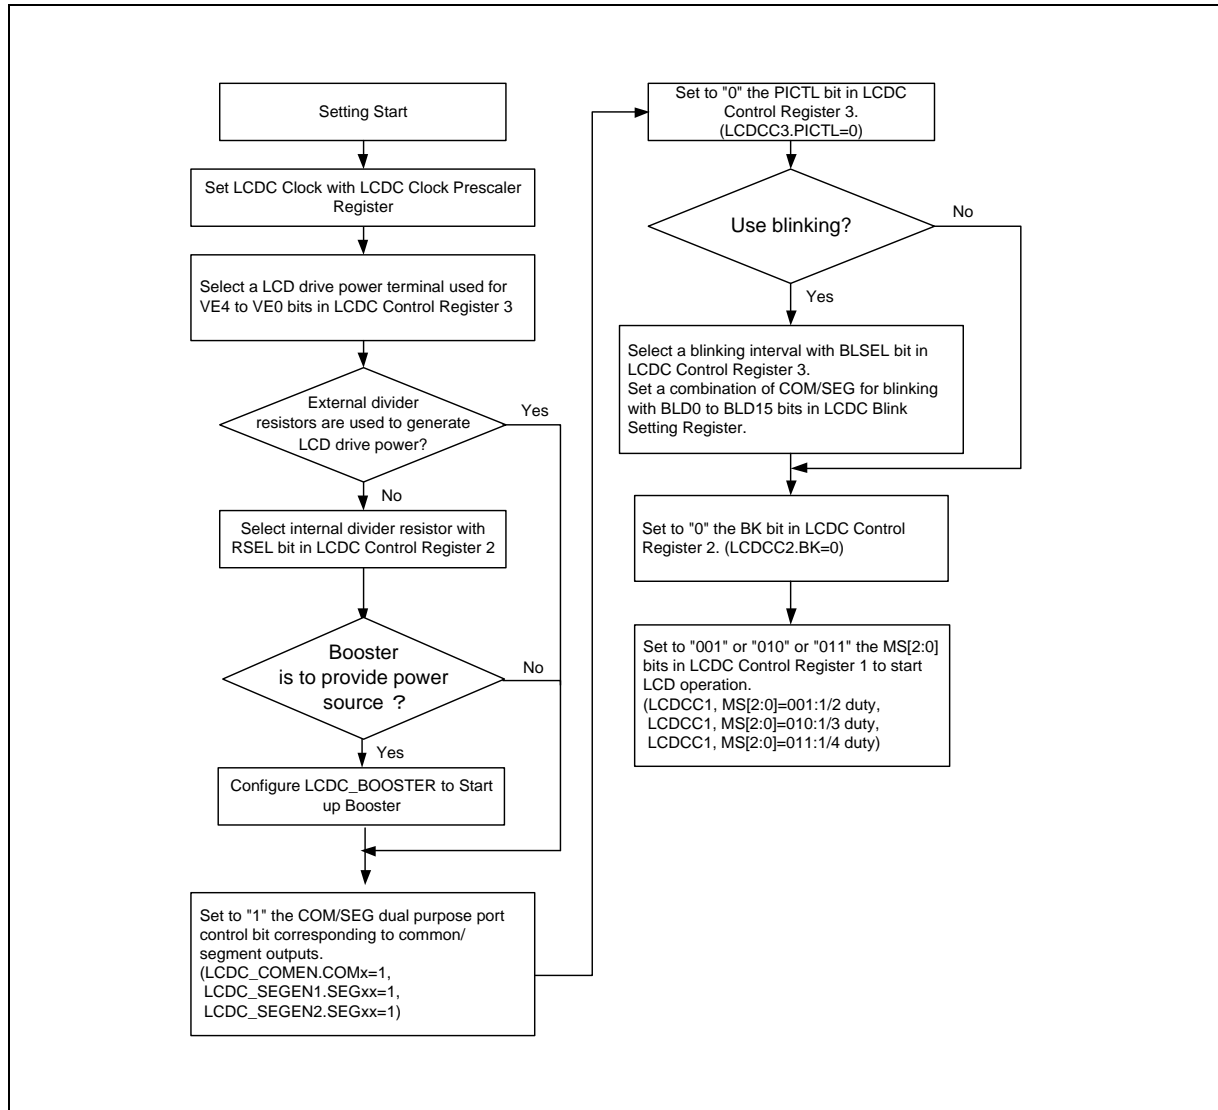 Setting Start
Set LCDC Clock with LCDC Clock Prescaler
Register
Select a LCD drive power terminal used for
VE4 to VE0 bits in LCDC Control Register 3
External divider
resistors are used to generate
LCD drive power?
Yes
No
Select internal divider resistor with
RSEL bit in LCDC Control Register 2
Booster
is to provide power
source ?
No
Yes
Configure LCDC_BOOSTER to Start
up Booster
Set to "1" the COM/SEG dual purpose port
control bit corresponding to common/
segment outputs.
(LCDC_COMEN.COMx=1,
LCDC_SEGEN1.SEGxx=1,
LCDC_SEGEN2.SEGxx=1)
Set to "0" the PICTL bit in LCDC
Control Register 3.
(LCDCC3.PICTL=0)
Use blinking?
No
Yes
Select a blinking interval with BLSEL bit in
LCDC Control Register 3.
Set a combination of COM/SEG for blinking
with BLD0 to BLD15 bits in LCDC Blink
Setting Register.
Set to "0" the BK bit in LCDC Control
Register 2. (LCDCC2.BK=0)
Set to "001" or "010" or "011" the MS[2:0]
bits in LCDC Control Register 1 to start
LCD operation.
(LCDCC1, MS[2:0]=001:1/2 duty,
LCDCC1, MS[2:0]=010:1/3 duty,
LCDCC1, MS[2:0]=011:1/4 duty)